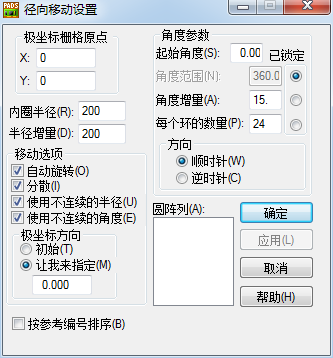 PADS 径向移动设置
极坐标栅格原点
X: 0
Y: 0
内圈半径(R): 200
半径增量(D): 200
移动选项
自动旋转(O)
分散(I)
使用不连续的半径(U)
使用不连续的角度(E)
极坐标方向
初始(T)
让我来指定(M)
0.000
按参考编号排序(B)
角度参数
起始角度(S): 0.00 已锁定
角度范围(N): 360.0
角度增量(A): 15.
每个环的数量(P): 24
方向
顺时针(W)
逆时针(C)
圆阵列(A):
确定
应用(L)
取消
帮助(H)